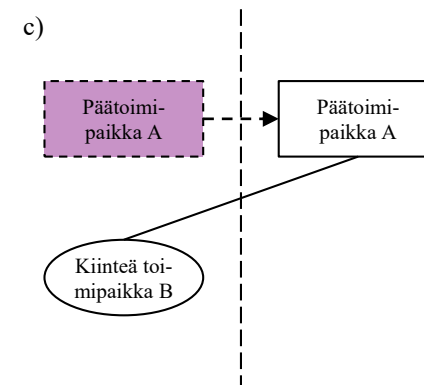 c)
Päätoimi-
paikka A
Päätoimi-
paikka A
Kiinteä toi-
mipaikka B